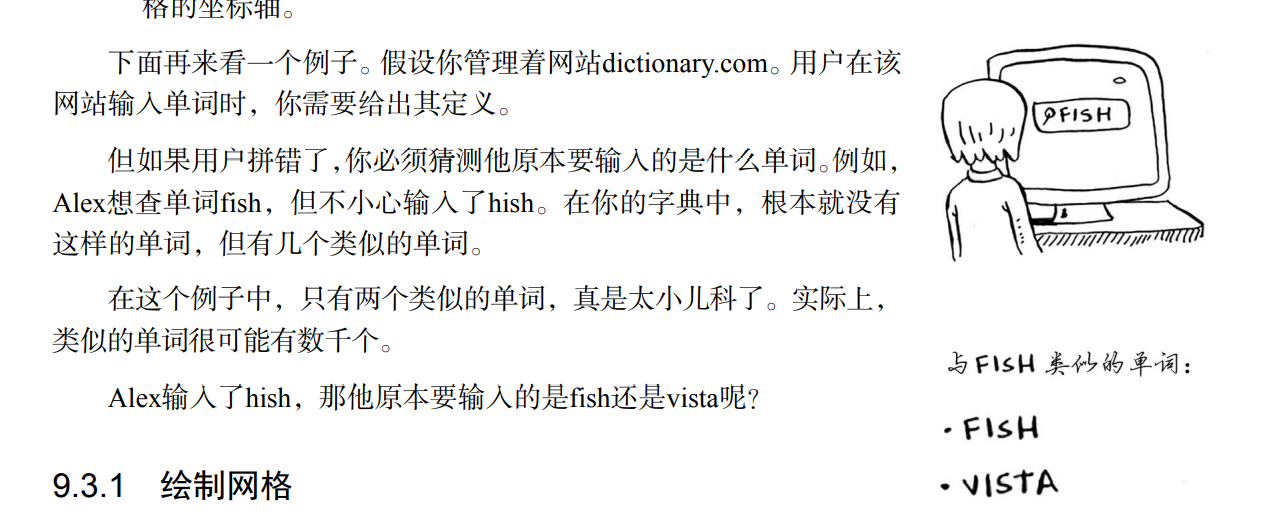 格的坐标轴。
下面再来看一个例子。假设你管理着网站dictionary.com。用户在该
网站输入单词时，你需要给出其定义。
但如果用户拼错了，你必须猜测他原本要输入的是什么单词。例如，
Alex想查单词fish，但不小心输入了hish。在你的字典中，根本就没有
这样的单词，但有几个类似的单词。
在这个例子中，只有两个类似的单词，真是太小儿科了。实际上，
类似的单词很可能有数千个。
Alex输入了hish，那他原本要输入的是fish还是vista呢？
9.3.1 绘制网格
FISH
与FISH类似的单词：
· FISH
· VISTA